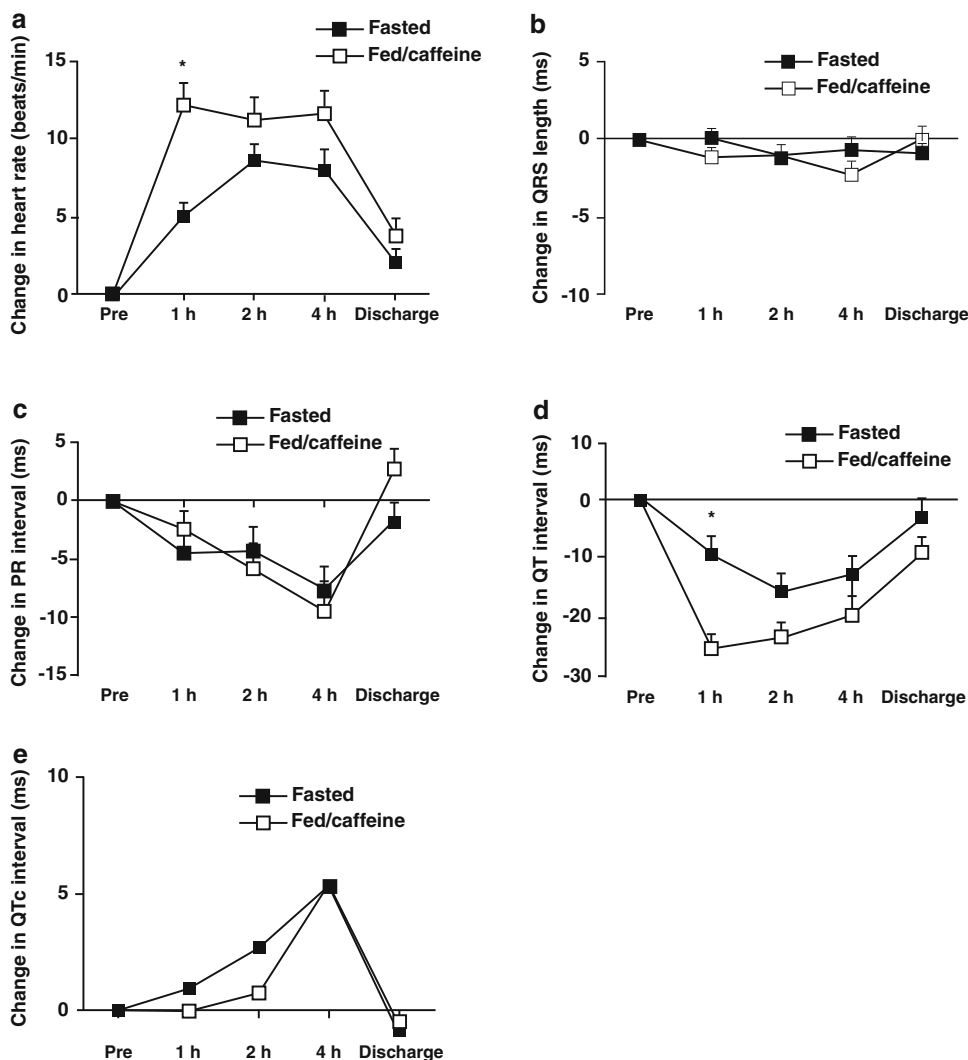 a
Fasted
Fed/caffeine
Change in heart rate (beats/min)
15
10
5
0
*
Pre 1 h 2 h 4 h Discharge
b
Fasted
Fed/caffeine
Change in QRS length (ms)
5
0
-5
-10
Pre 1 h 2 h 4 h Discharge
c
Fasted
Fed/caffeine
Change in PR interval (ms)
5
0
-5
-10
-15
Pre 1 h 2 h 4 h Discharge
d
Fasted
Fed/caffeine
Change in QT interval (ms)
10
0
-10
-20
-30
*
Pre 1 h 2 h 4 h Discharge
e
Fasted
Fed/caffeine
Change in QTc interval (ms)
10
5
0
Pre 1 h 2 h 4 h Discharge